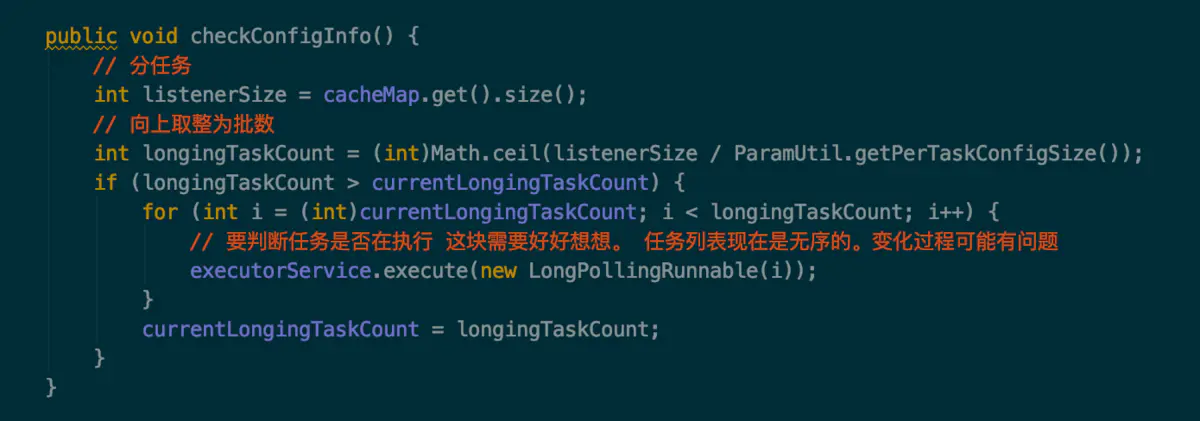 public void checkConfigInfo() {
    // 分任务
    int listenerSize = cacheMap.get().size();
    // 向上取整为批数
    int longingTaskCount = (int)Math.ceil(listenerSize / ParamUtil.getPerTaskConfigSize());
    if (longingTaskCount > currentLongingTaskCount) {
        for (int i = (int)currentLongingTaskCount; i < longingTaskCount; i++) {
            // 要判断任务是否在执行 这块需要好好想想。 任务列表现在是无序的。变化过程可能有问题
            executorService.execute(new LongPollingRunnable(i));
        }
        currentLongingTaskCount = longingTaskCount;
    }
}